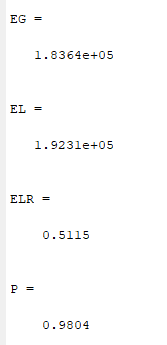 EG =
1.8364e+05
EL =
1.9231e+05
ELR =
0.5115
P =
0.9804